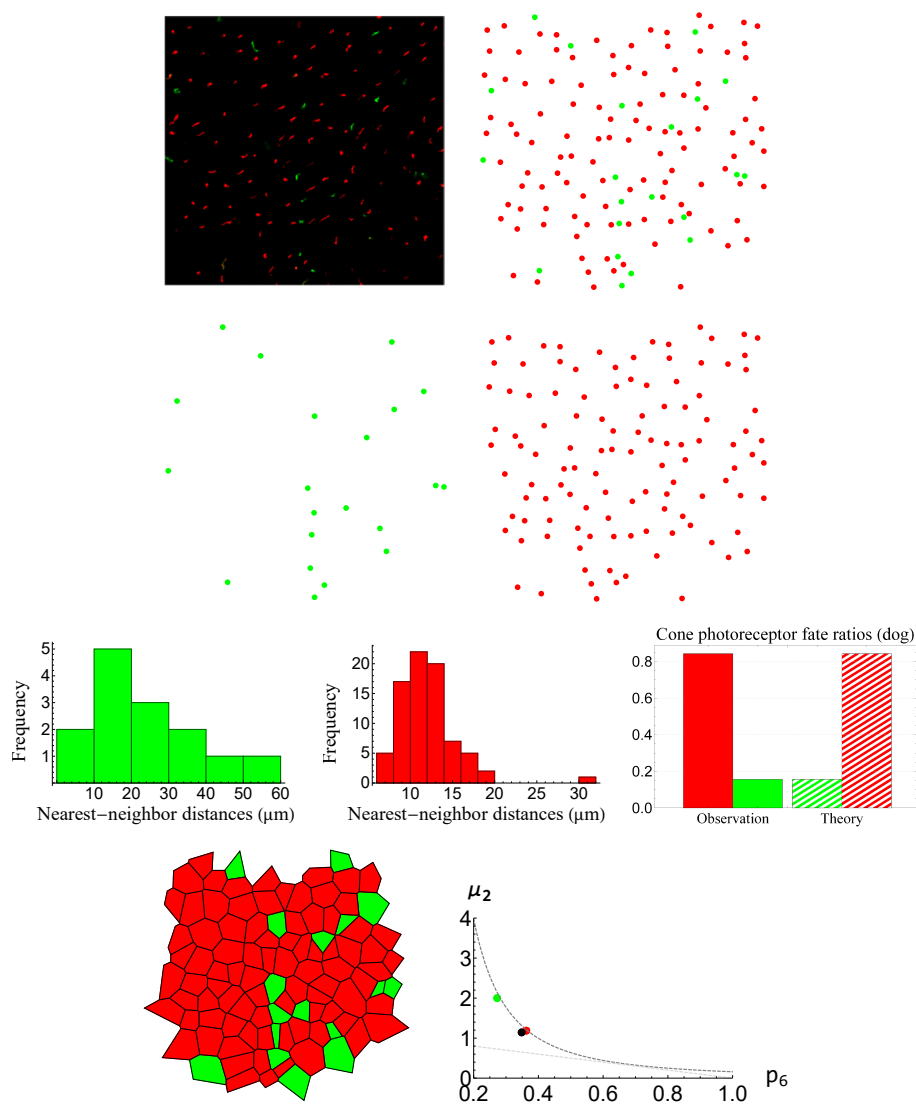 Cone photoreceptor fate ratios (dog)
5
4
3
2
1
Frequency
10 20 30 40 50 60
Nearest-neighbor distances (μm)
20
15
10
5
0
Frequency
10 15 20 25 30
Nearest-neighbor distances (μm)
0.8
0.4
0.0
Observation Theory
μ2
4
3
2
1
0
0.2 0.4 0.6 0.8 1.0
p6